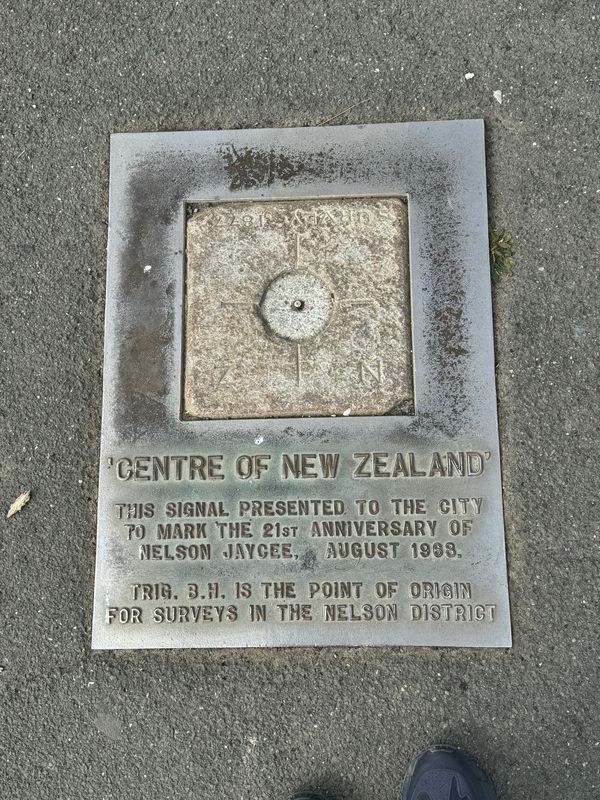 'CENTRE OF NEW ZEALAND'
THIS SIGNAL PRESENTED TO THE CITY
TO MARK THE 21ST ANNIVERSARY OF
NELSON JAYCEE, AUGUST 1968.
TRIG. B.H. IS THE POINT OF ORIGIN
FOR SURVEYS IN THE NELSON DISTRICT